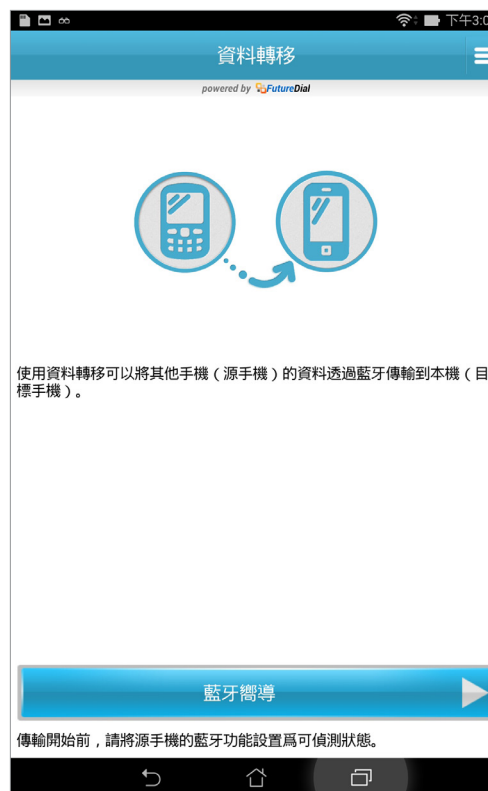 下午3:0
資料轉移
powered by FutureDial
使用資料轉移可以將其他手機（源手機）的資料透過藍牙傳輸到本機（目
標手機）。
藍牙嚮導
傳輸開始前，請將源手機的藍牙功能設置爲可偵測狀態。